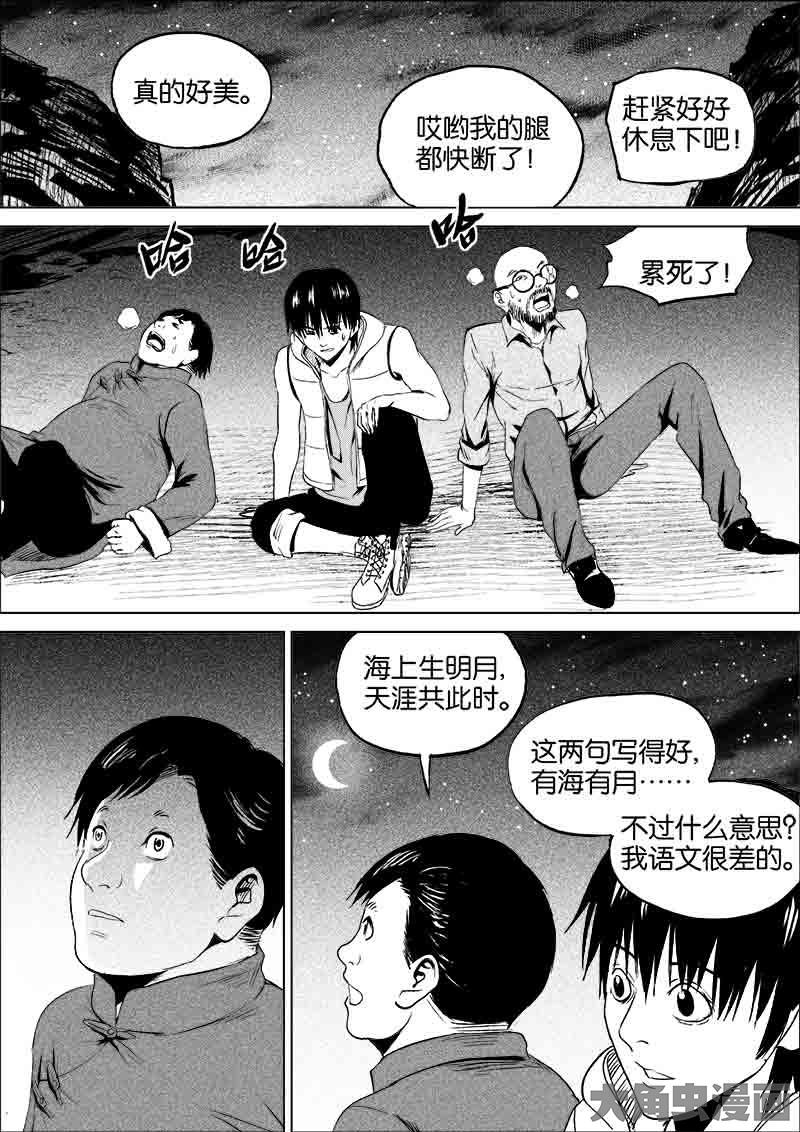 真的好美。
哎哟我的腿
都快断了！
赶紧好好
休息下吧！
哈
哈
哈
累死了！
海上生明月,
天涯共此时。
这两句写得好,
有海有月……
不过什么意思?
我语文很差的。
大角虫漫画